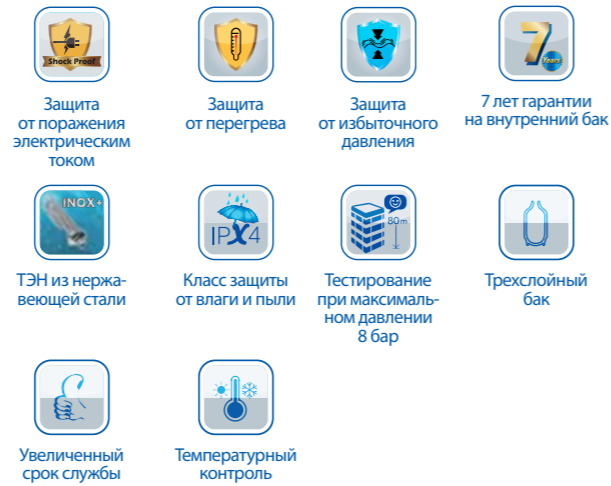 Shock Proof
7 Years
Защита
от поражения
электрическим
током
Защита
от перегрева
Защита
от избыточного
давления
7 лет гарантии
на внутренний бак
INOX+
IPX4
80m
ТЭН из нержа-
веющей стали
Класс защиты
от влаги и пыли
Тестирование
при максималь-
ном давлении
8 бар
Трехслойный
бак
Увеличенный
срок службы
Температурный
контроль